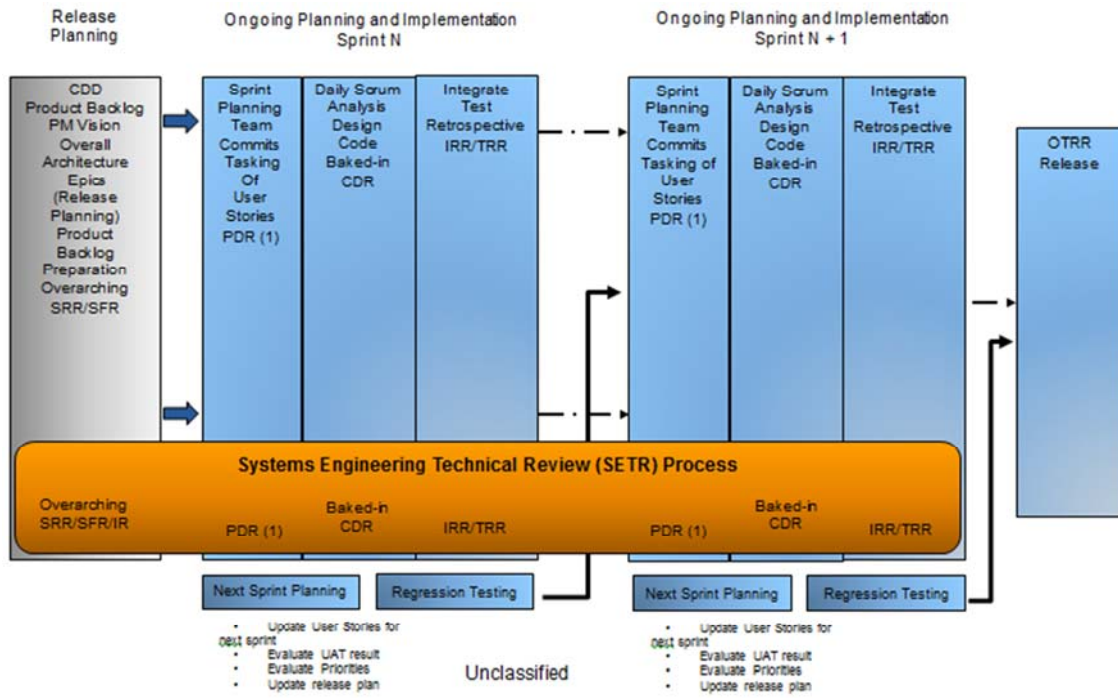 Release
Planning
Ongoing Planning and Implementation
Sprint N
Ongoing Planning and Implementation
Sprint N + 1
CDD
Product Backlog
PM Vision
Overall
Architecture
Epics
(Release
Planning)
Product
Backlog
Preparation
Overarching
SRR/SFR
Sprint
Planning
Team
Commits
Tasking
Of
User
Stories
PDR (1)
Daily Scrum
Analysis
Design
Code
Baked-in
CDR
Integrate
Test
Retrospective
IRR/TRR
Sprint
Planning
Team
Commits
Tasking of
User
Stories
PDR (1)
Daily Scrum
Analysis
Design
Code
Baked-in
CDR
Integrate
Test
Retrospective
IRR/TRR
OTRR
Release
Systems Engineering Technical Review (SETR) Process
Overarching
SRR/SFR/IR
PDR (1)
Baked-in
CDR
IRR/TRR
PDR (1)
Baked-in
CDR
IRR/TRR
Next Sprint Planning
Regression Testing
Next Sprint Planning
Regression Testing
• Update User Stories for
next sprint
• Evaluate UAT result
• Evaluate Priorities
• Update release plan
Unclassified
• Update User Stories for
next sprint
• Evaluate UAT result
• Evaluate Priorities
• Update release plan